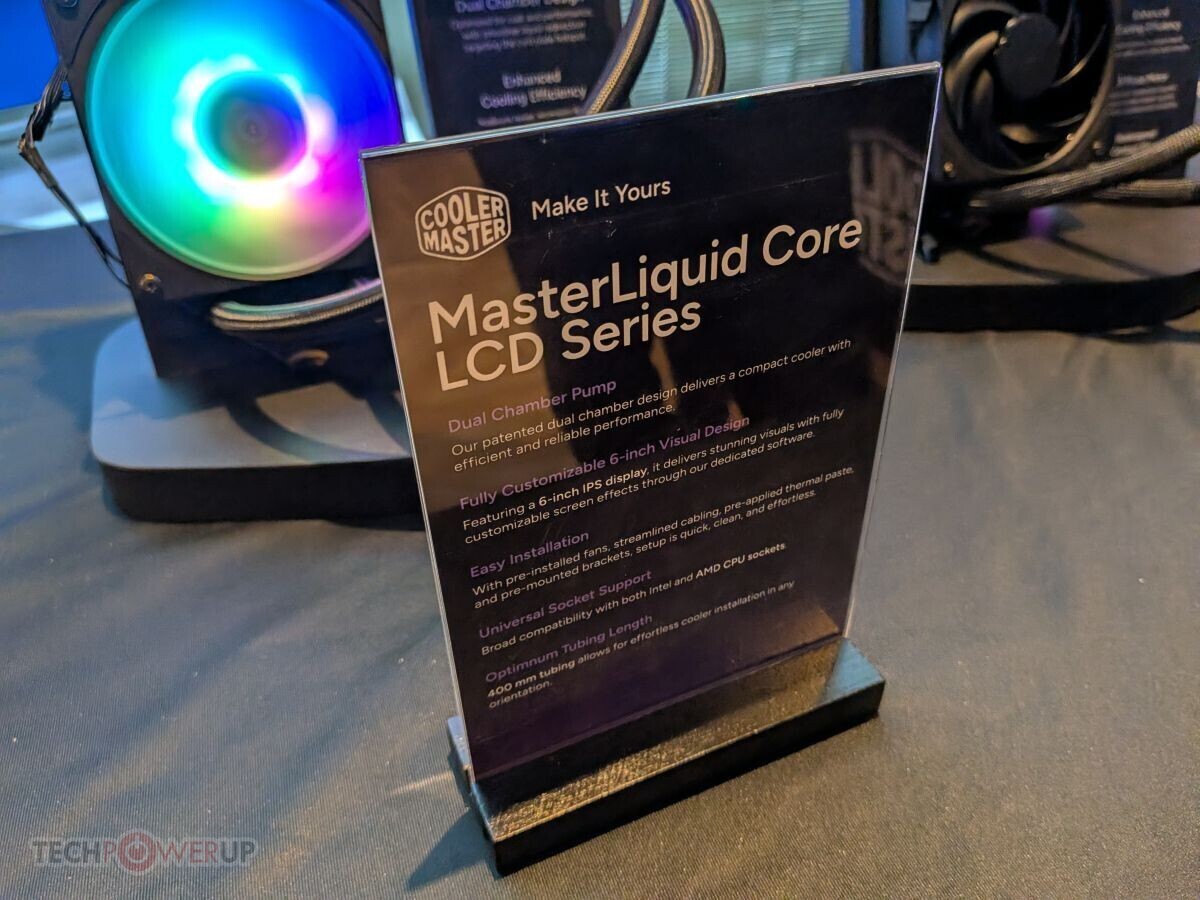 Dual Chamber Design
Enhanced
Cooling Efficiency
Enhanced
Cooling Efficiency
COOLER
MASTER
Make It Yours
MasterLiquid Core
LCD Series
Dual Chamber Pump
Our patented dual chamber design delivers a compact cooler with
efficient and reliable performance.
Fully Customizable 6-inch Visual Design
Featuring a 6-inch IPS display, it delivers stunning visuals with fully
customizable screen effects through our dedicated software.
Easy Installation
With pre-installed fans, streamlined cabling, pre-applied thermal paste,
and pre-mounted brackets, setup is quick, clean, and effortless.
Universal Socket Support
Broad compatibility with both Intel and AMD CPU sockets.
Optimnum Tubing Length
400 mm tubing allows for effortless cooler installation in any
orientation.
TECHPOWERUP